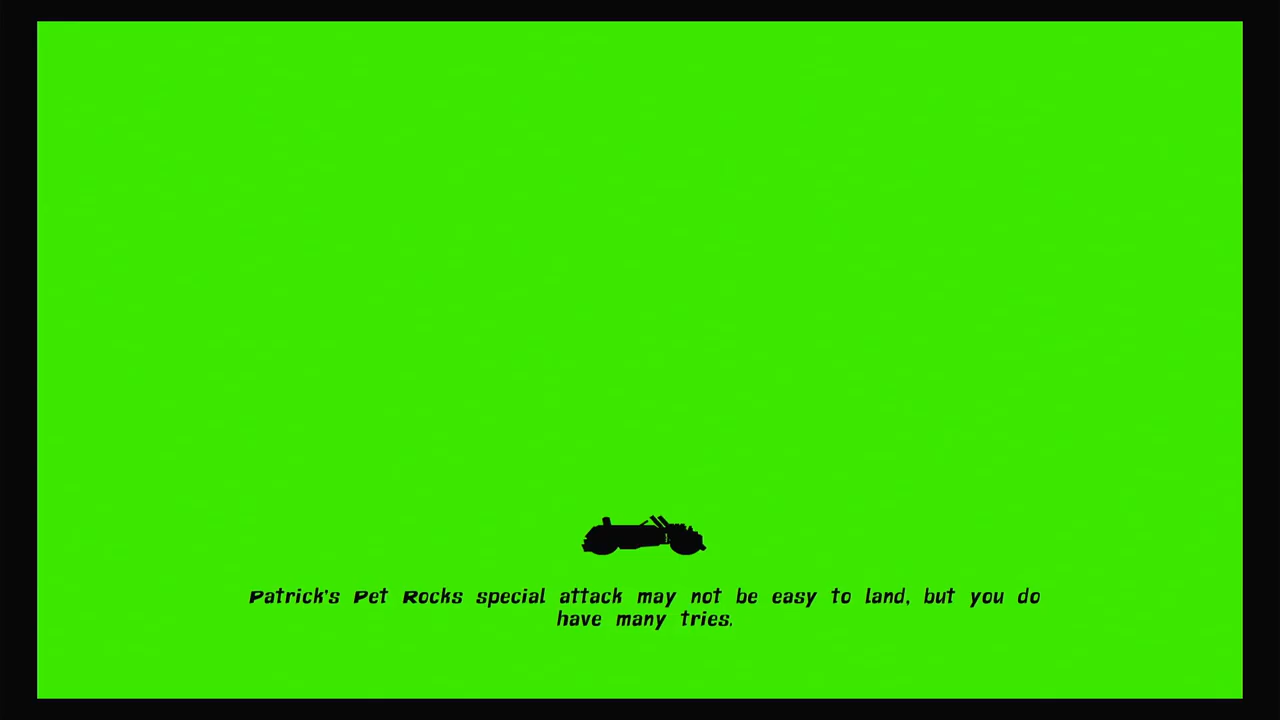 Patrick's Pet Rocks special attack may not be easy to land, but you do
have many tries.